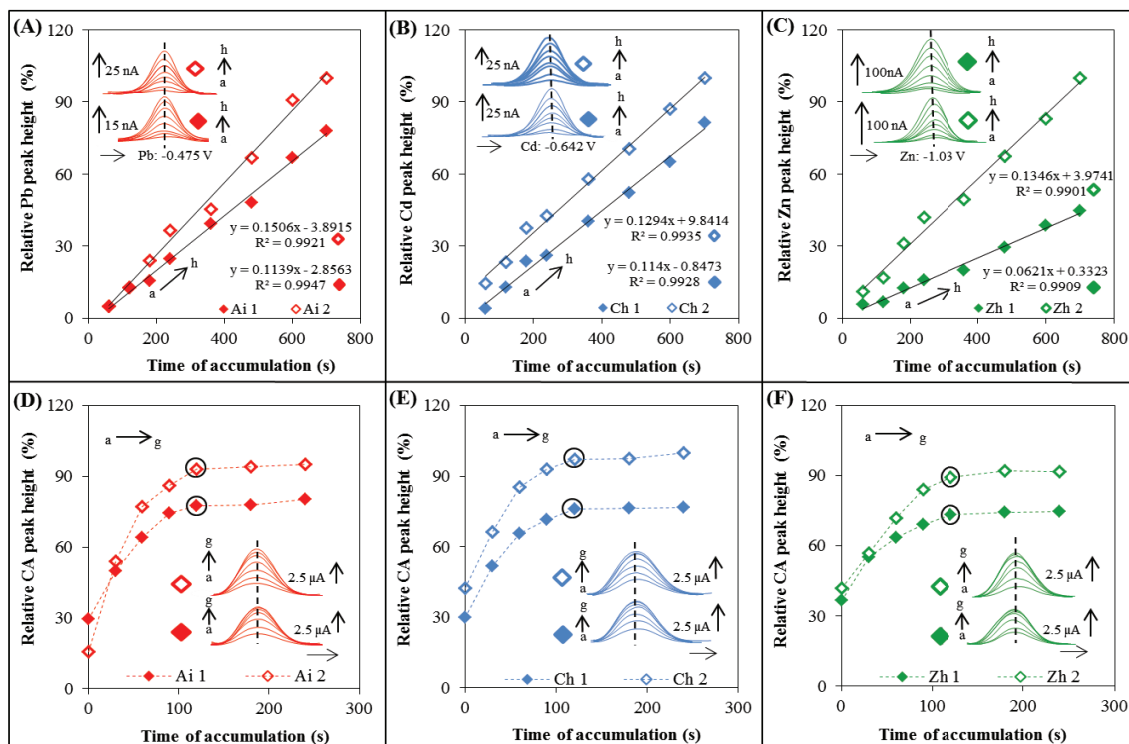 (A)
120
90
60
30
0
Relative Pb peak height (%)
25 nA
h
a
15 nA
h
a
Pb: -0.475 V
y = 0.1506x - 3.8915
R² = 0.9921
y = 0.1139x - 2.8563
R² = 0.9947
a
h
Ai 1
Ai 2
0 200 400 600 800
Time of accumulation (s)
(B)
120
90
60
30
0
Relative Cd peak height (%)
25 nA
h
a
25 nA
h
a
Cd: -0.642 V
y = 0.1294x + 9.8414
R² = 0.9935
y = 0.114x - 0.8473
R² = 0.9928
a
h
Ch 1
Ch 2
0 200 400 600 800
Time of accumulation (s)
(C)
120
90
60
30
0
Relative Zn peak height (%)
100nA
h
a
100 nA
h
a
Zn: -1.03 V
y = 0.1346x + 3.9741
R² = 0.9901
y = 0.0621x + 0.3323
R² = 0.9909
a
h
Zh 1
Zh 2
0 200 400 600 800
Time of accumulation (s)
(D)
120
90
60
30
0
Relative CA peak height (%)
a
g
g
a
2.5 µA
g
a
2.5 µA
Ai 1
Ai 2
0 100 200 300
Time of accumulation (s)
(E)
120
90
60
30
0
Relative CA peak height (%)
a
g
g
a
2.5 µA
g
a
2.5 µA
Ch 1
Ch 2
0 100 200 300
Time of accumulation (s)
(F)
120
90
60
30
0
Relative CA peak height (%)
a
g
g
a
2.5 µA
g
a
2.5 µA
Zh 1
Zh 2
0 100 200 300
Time of accumulation (s)